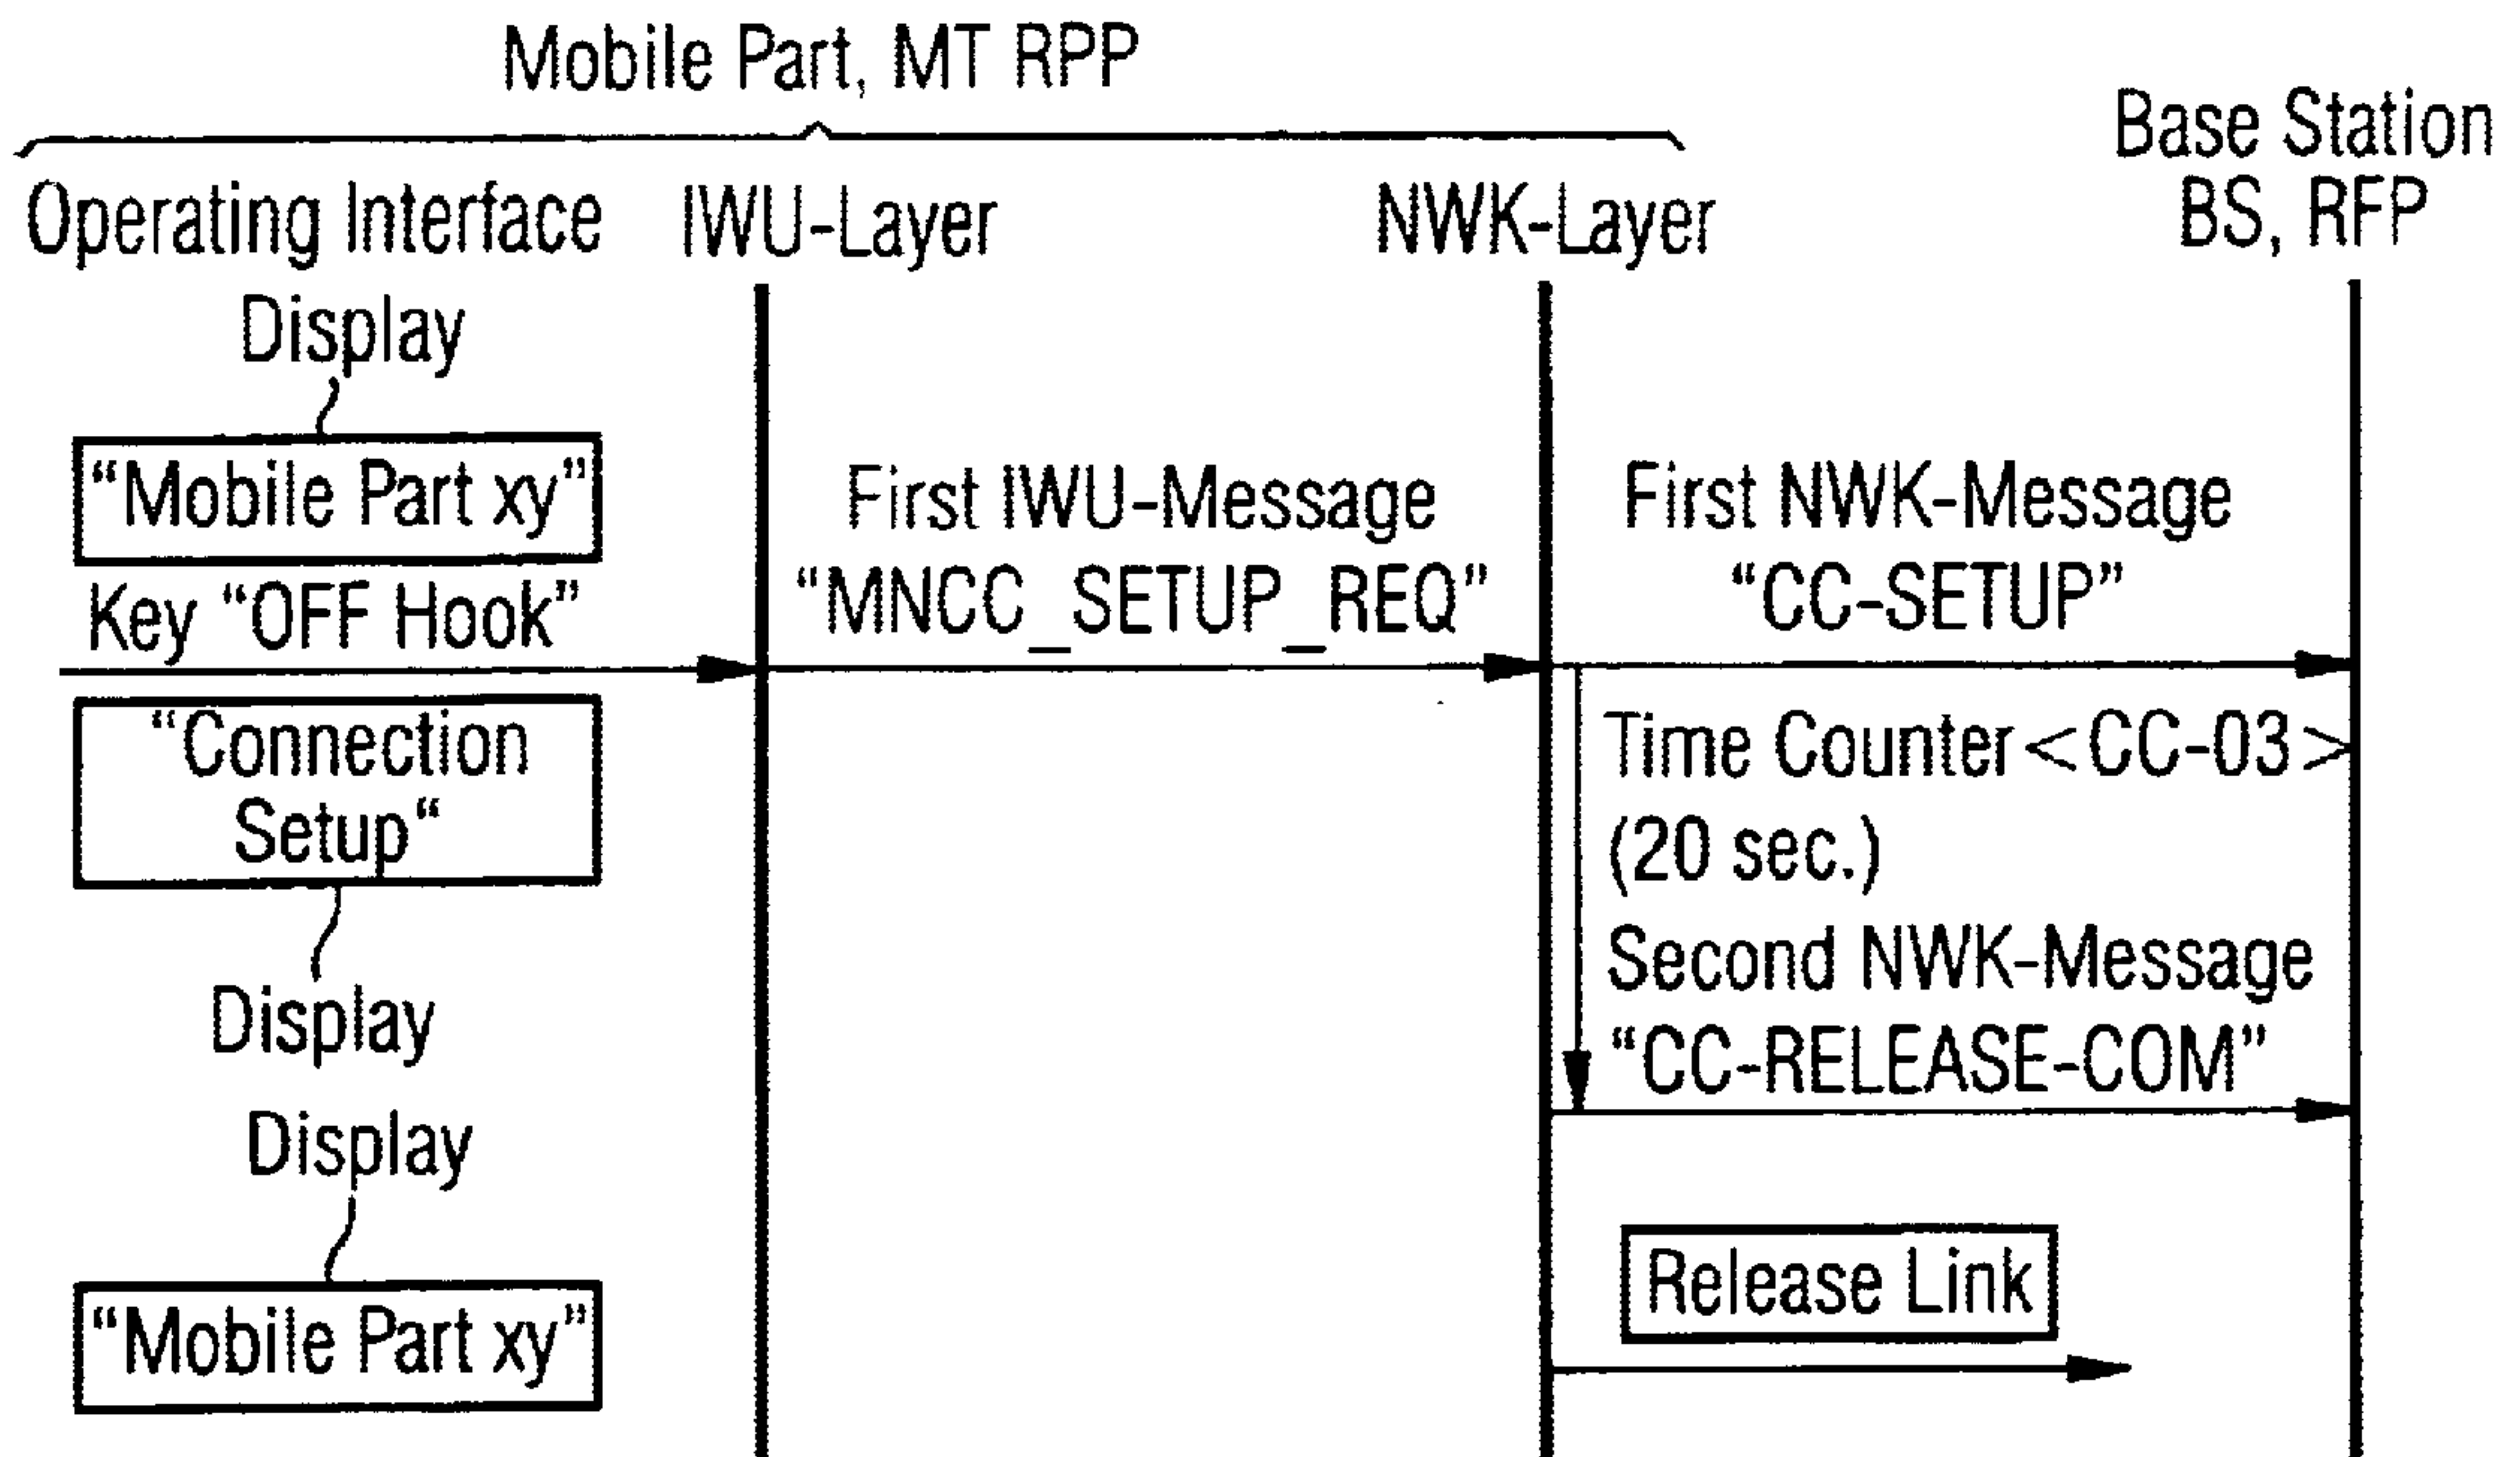 Mobile Part, MT RPP
Base Station
BS, RFP
Operating Interface
IWU-Layer
NWK-Layer
Display
“Mobile Part xy”
Key “OFF Hook”
First IWU-Message
“MNCC_SETUP_REQ”
First NWK-Message
“CC-SETUP”
“Connection
Setup“
Display
Time Counter<CC-03>
(20 sec.)
Second NWK-Message
“CC-RELEASE-COM”
Display
“Mobile Part xy”
Release Link